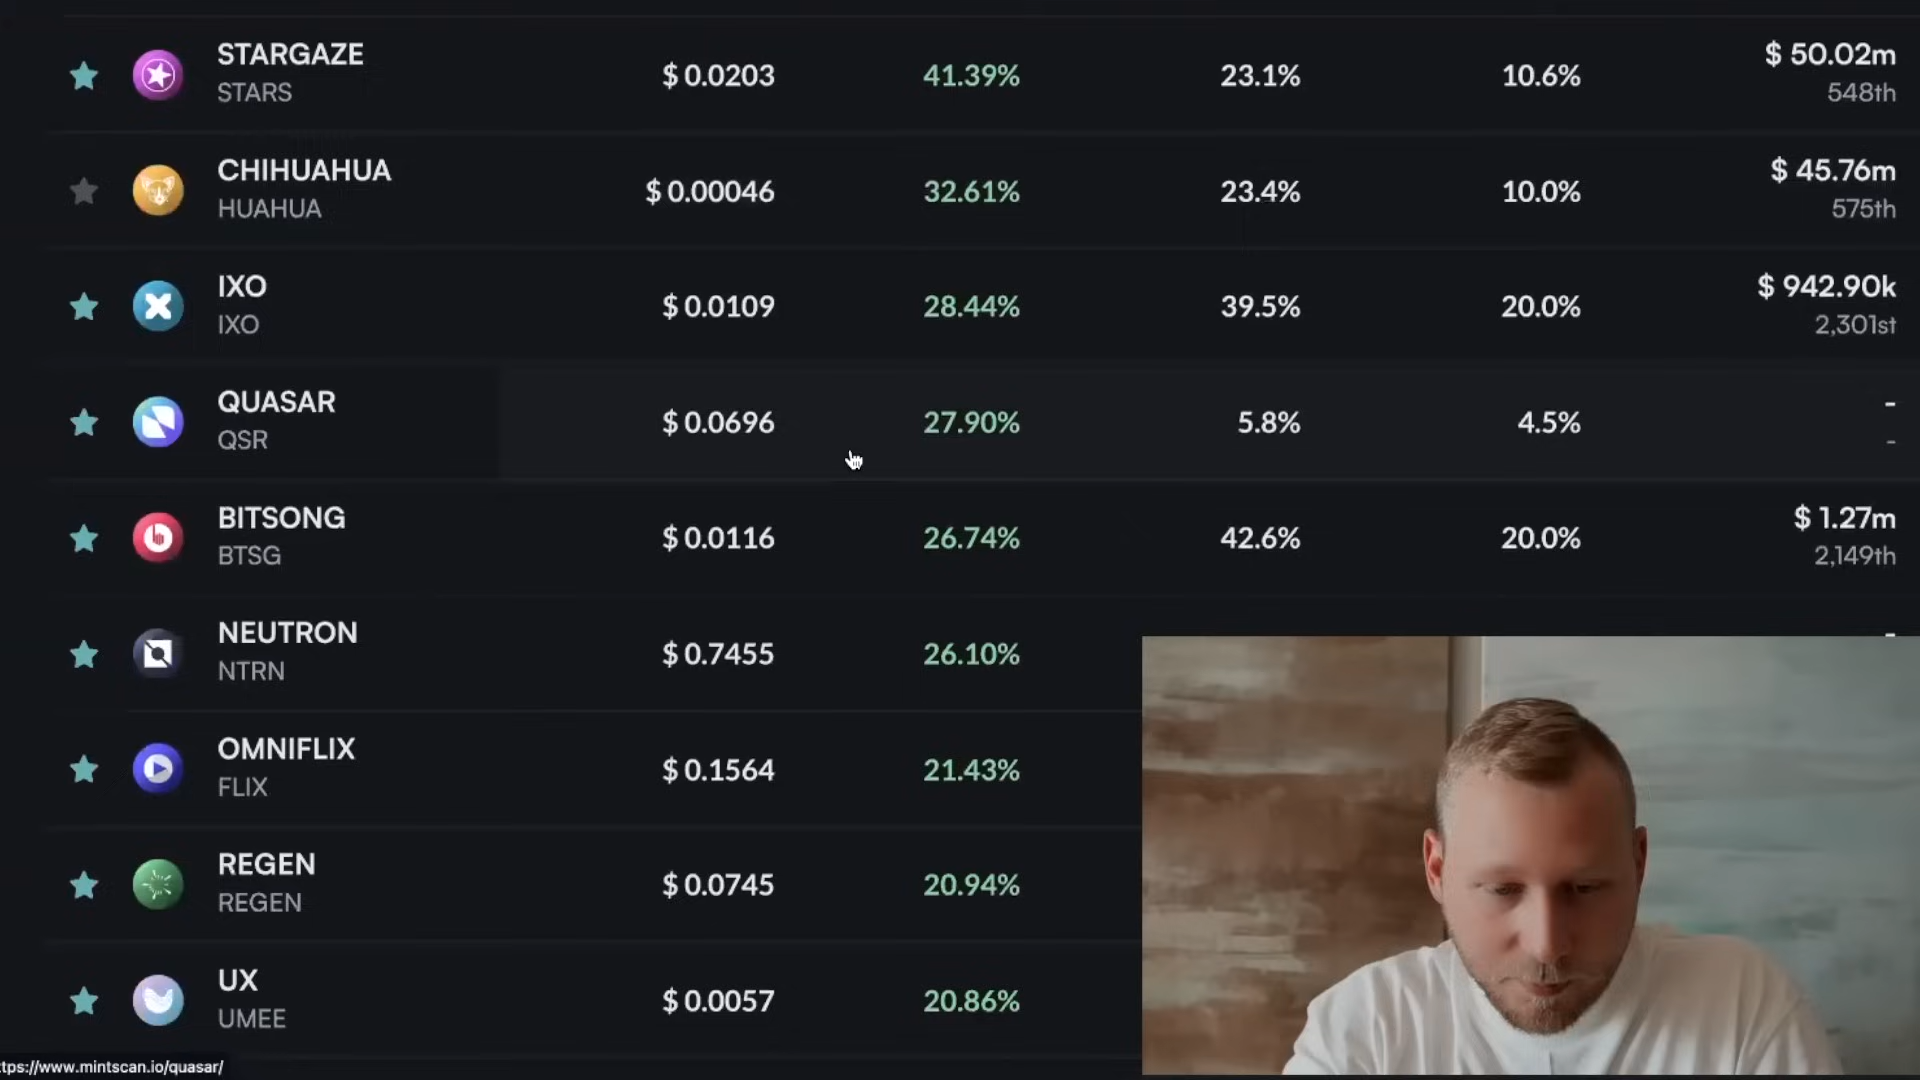 STARGAZE
STARS
$ 0.0203 41.39% 23.1% 10.6% $ 50.02m
548th
CHIHUAHUA
HUAHUA
$ 0.00046 32.61% 23.4% 10.0% $ 45.76m
575th
IXO
IXO
$ 0.0109 28.44% 39.5% 20.0% $ 942.90k
2,301st
QUASAR
QSR
$ 0.0696 27.90% 5.8% 4.5% -
-
BITSONG
BTSG
$ 0.0116 26.74% 42.6% 20.0% $ 1.27m
2,149th
NEUTRON
NTRN
$ 0.7455 26.10% -
OMNIFLIX
FLIX
$ 0.1564 21.43%
REGEN
REGEN
$ 0.0745 20.94%
UX
UMEE
$ 0.0057 20.86%
ttps://www.mintscan.io/quasar/